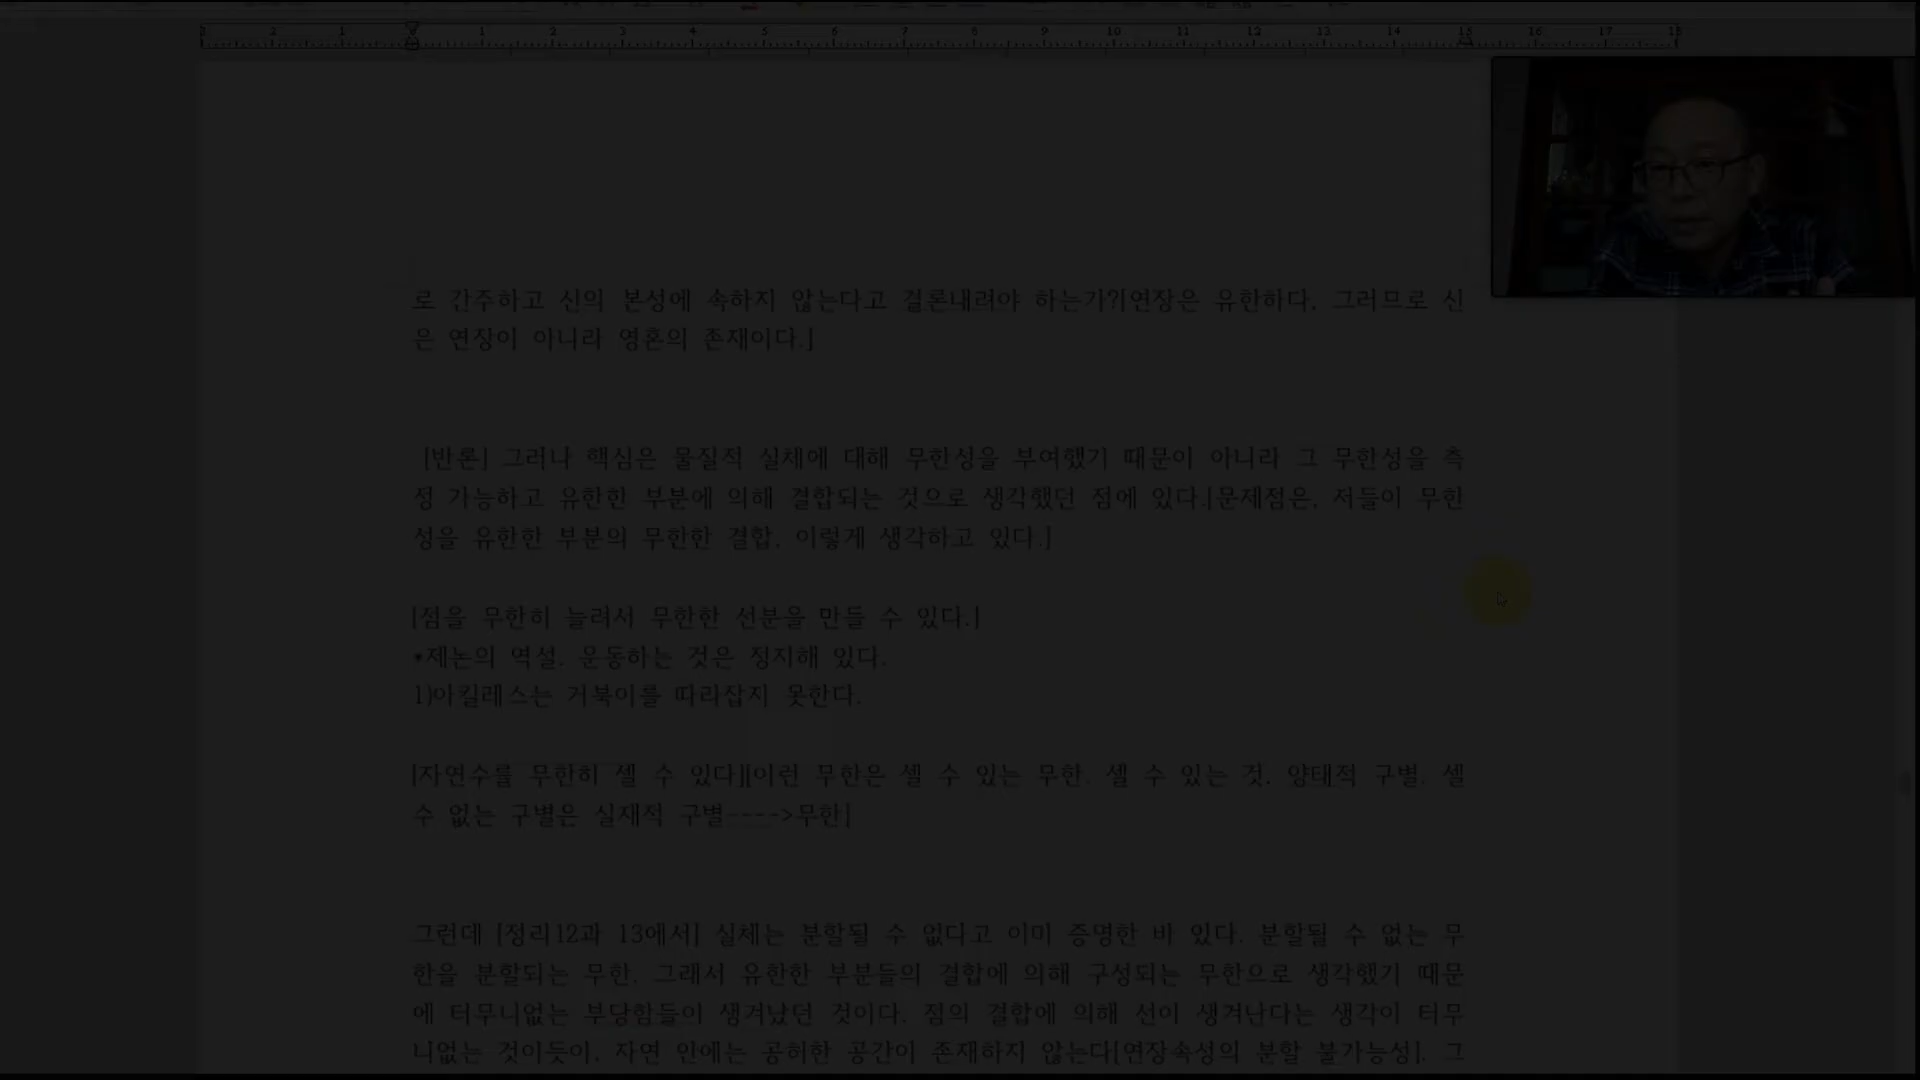 2 1 1 2 3 4 5 6 7 8 9 10 11 12 13 14 15 16 17 18
로 간주하고 신의 본성에 속하지 않는다고 결론내려야 하는가?[연장은 유한하다, 그러므로 신
은 연장이 아니라 영혼의 존재이다.]
[반론] 그러나 핵심은 물질적 실체에 대해 무한성을 부여했기 때문이 아니라 그 무한성을 측
정 가능하고 유한한 부분에 의해 결합되는 것으로 생각했던 점에 있다.[문제점은, 저들이 무한
성을 유한한 부분의 무한한 결합, 이렇게 생각하고 있다.]
[점을 무한히 늘려서 무한한 선분을 만들 수 있다.]
*제논의 역설. 운동하는 것은 정지해 있다.
1)아킬레스는 거북이를 따라잡지 못한다.
[자연수를 무한히 셀 수 있다][이런 무한은 셀 수 있는 무한. 셀 수 있는 것, 양태적 구별. 셀
수 없는 구별은 실재적 구별---->무한]
그런데 [정리12과 13에서] 실체는 분할될 수 없다고 이미 증명한 바 있다. 분할될 수 없는 무
한을 분할되는 무한, 그래서 유한한 부분들의 결합에 의해 구성되는 무한으로 생각했기 때문
에 터무니없는 부당함들이 생겨났던 것이다. 점의 결합에 의해 선이 생겨난다는 생각이 터무
니없는 것이듯이, 자연 안에는 공허한 공간이 존재하지 않는다[연장속성의 분할 불가능성]. 그